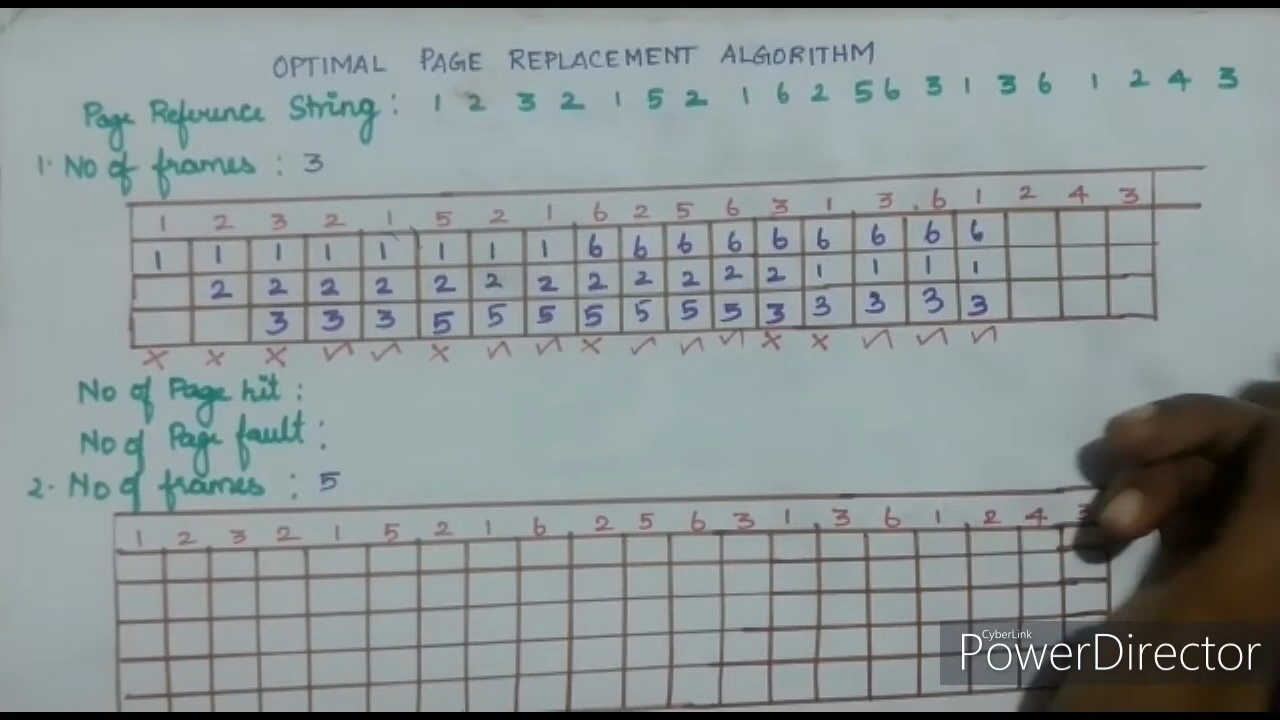 OPTIMAL PAGE REPLACEMENT ALGORITHM
Page Reference String : 1 2 3 2 1 5 2 1 6 2 5 6 3 1 3 6 1 2 4 3
1. No of frames : 3
1 2 3 2 1 5 2 1 6 2 5 6 3 1 3 6 1 2 4 3
1 1 1 1 1 1 1 1 6 6 6 6 6 6 6 6 6
2 2 2 2 2 2 2 2 2 2 2 2 1 1 1 1
3 3 3 5 5 5 5 5 5 5 3 3 3 3 3
× × × ✓ ✓ × ✓ ✓ × ✓ ✓ ✓ × × ✓ ✓ ✓
No of Page hit :
No of Page fault :
2. No of frames : 5
1 2 3 2 1 5 2 1 6 2 5 6 3 1 3 6 1 2 4 3
CyberLink
PowerDirector